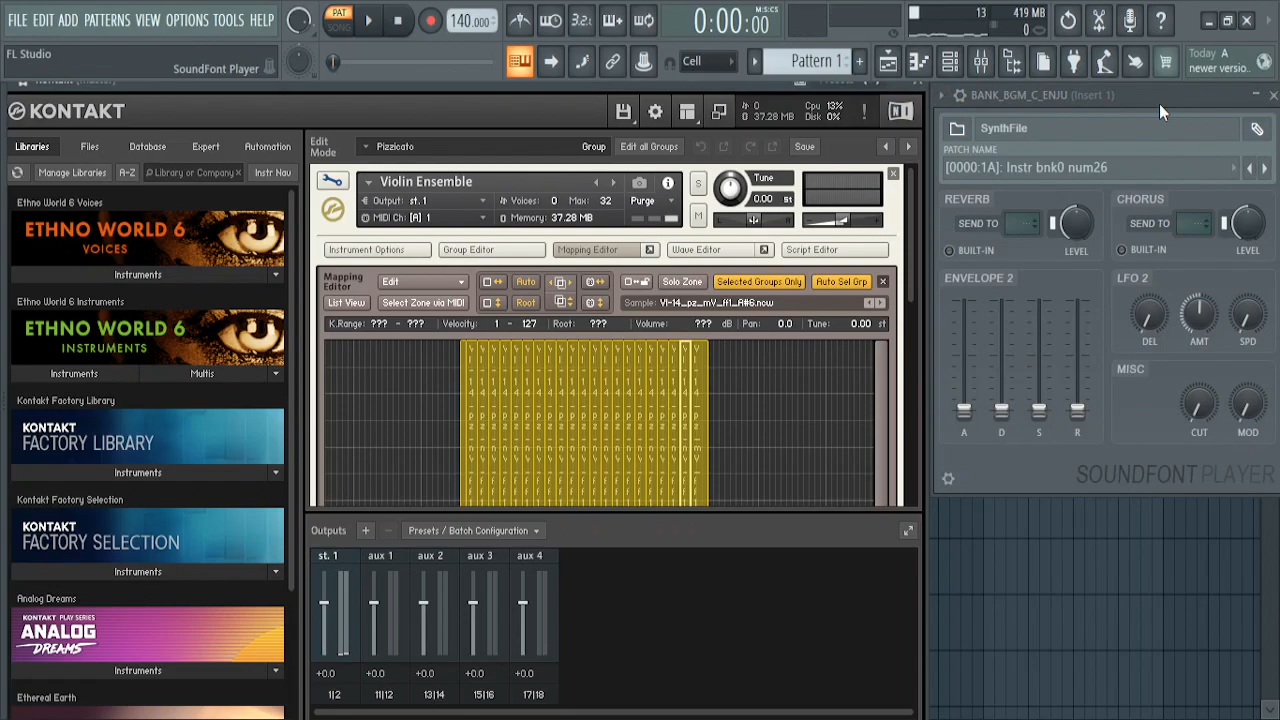 FILE EDIT ADD PATTERNS VIEW OPTIONS TOOLS HELP
FL Studio
SoundFont Player
PAT
SONG
140.000
3.2
0:00:00
M:S:CS
13
419 MB
0
Cell
Pattern 1
Today A
newer versio..
KONTAKT
0
37.28 MB
Cpu 13%
Disk 0%
NI
Libraries
Files
Database
Expert
Automation
Manage Libraries
A-Z
Library or Company
Instr Nav
Ethno World 6 Voices
ETHNO WORLD 6
VOICES
Instruments
Ethno World 6 Instruments
ETHNO WORLD 6
INSTRUMENTS
Instruments
Multis
Kontakt Factory Library
KONTAKT
FACTORY LIBRARY
Instruments
Kontakt Factory Selection
KONTAKT
FACTORY SELECTION
Instruments
Analog Dreams
KONTAKT PLAY SERIES
ANALOG
DREAMS
Instruments
Ethereal Earth
Edit
Mode
Pizzicato
Group
Edit all Groups
Save
Violin Ensemble
Output: st. 1
Voices: 0
Max: 32
Purge
MIDI Ch: [A] 1
Memory: 37.28 MB
S
M
Tune
0.00 st
Instrument Options
Group Editor
Mapping Editor
Wave Editor
Script Editor
Mapping
Editor
Edit
Auto
Solo Zone
Selected Groups Only
Auto Sel Grp
List View
Select Zone via MIDI
Root
Sample: VI-14_pz_mV_ff1_A#6.ncw
K.Range: ??? - ???
Velocity: 1 - 127
Root: ???
Volume: ??? dB
Pan: 0.0
Tune: 0.00 st
Outputs
Presets / Batch Configuration
st. 1
aux 1
aux 2
aux 3
aux 4
+0.0
+0.0
+0.0
+0.0
+0.0
1|2
11|12
13|14
15|16
17|18
BANK_BGM_C_ENJU (Insert 1)
SynthFile
PATCH NAME
[0000:1A]: Instr bnk0 num26
REVERB
SEND TO
BUILT-IN
LEVEL
CHORUS
SEND TO
BUILT-IN
LEVEL
ENVELOPE 2
A
D
S
R
LFO 2
DEL
AMT
SPD
MISC
CUT
MOD
SOUNDFONT PLAYER